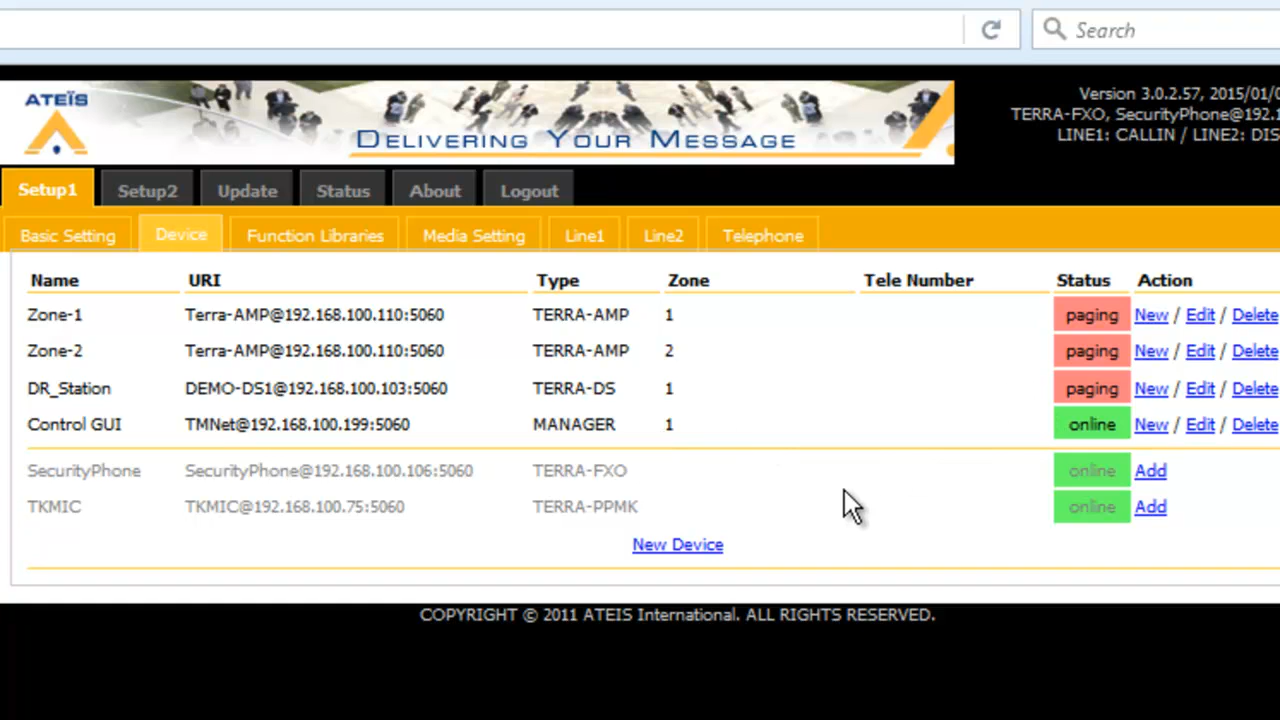 Search
ATEÏS
DELIVERING YOUR MESSAGE
Version 3.0.2.57, 2015/01/0
TERRA-FXO, SecurityPhone@192.1
LINE1: CALLIN / LINE2: DIS
Setup1 Setup2 Update Status About Logout
Basic Setting Device Function Libraries Media Setting Line1 Line2 Telephone
Name URI Type Zone Tele Number Status Action
Zone-1 Terra-AMP@192.168.100.110:5060 TERRA-AMP 1 paging New / Edit / Delete
Zone-2 Terra-AMP@192.168.100.110:5060 TERRA-AMP 2 paging New / Edit / Delete
DR_Station DEMO-DS1@192.168.100.103:5060 TERRA-DS 1 paging New / Edit / Delete
Control GUI TMNet@192.168.100.199:5060 MANAGER 1 online New / Edit / Delete
SecurityPhone SecurityPhone@192.168.100.106:5060 TERRA-FXO online Add
TKMIC TKMIC@192.168.100.75:5060 TERRA-PPMK online Add
New Device
COPYRIGHT © 2011 ATEIS International. ALL RIGHTS RESERVED.